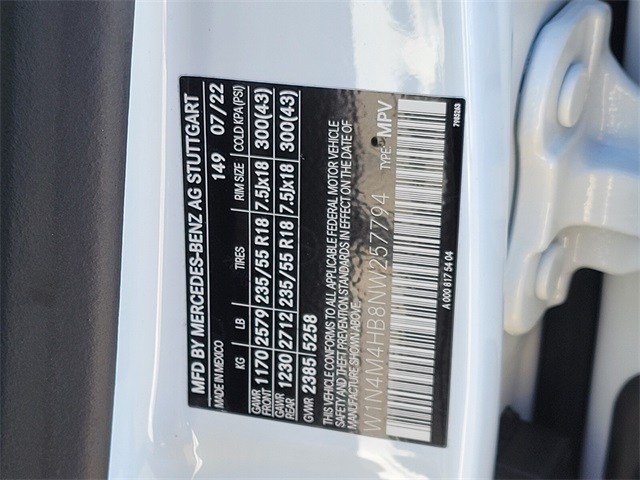 MFD BY MERCEDES-BENZ AG STUTTGART
MADE IN MEXICO 149 07/22
KG LB TIRES RIM SIZE COLD KPA(PSI)
GAWR FRONT 1170 2579 235/55 R18 7.5Jx18 300(43)
GAWR REAR 1230 2712 235/55 R18 7.5Jx18 300(43)
GVWR 2385 5258
THIS VEHICLE CONFORMS TO ALL APPLICABLE FEDERAL MOTOR VEHICLE
SAFETY AND THEFT PREVENTION STANDARDS IN EFFECT ON THE DATE OF
MANUFACTURE SHOWN ABOVE.
TYPE: MPV
W1N4M4HB8NW257794
A 000 817 54 04